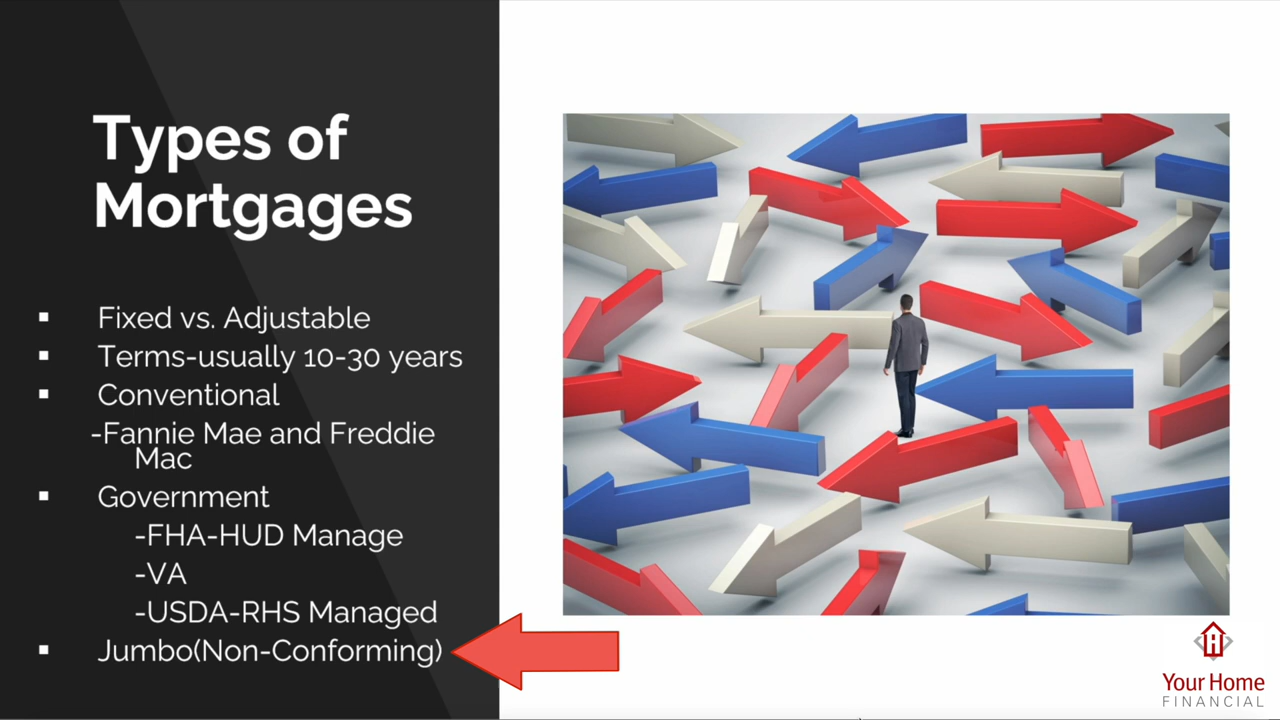 Types of
Mortgages
▪ Fixed vs. Adjustable
▪ Terms-usually 10-30 years
▪ Conventional
-Fannie Mae and Freddie
Mac
▪ Government
-FHA-HUD Manage
-VA
-USDA-RHS Managed
▪ Jumbo(Non-Conforming)
Your Home
FINANCIAL